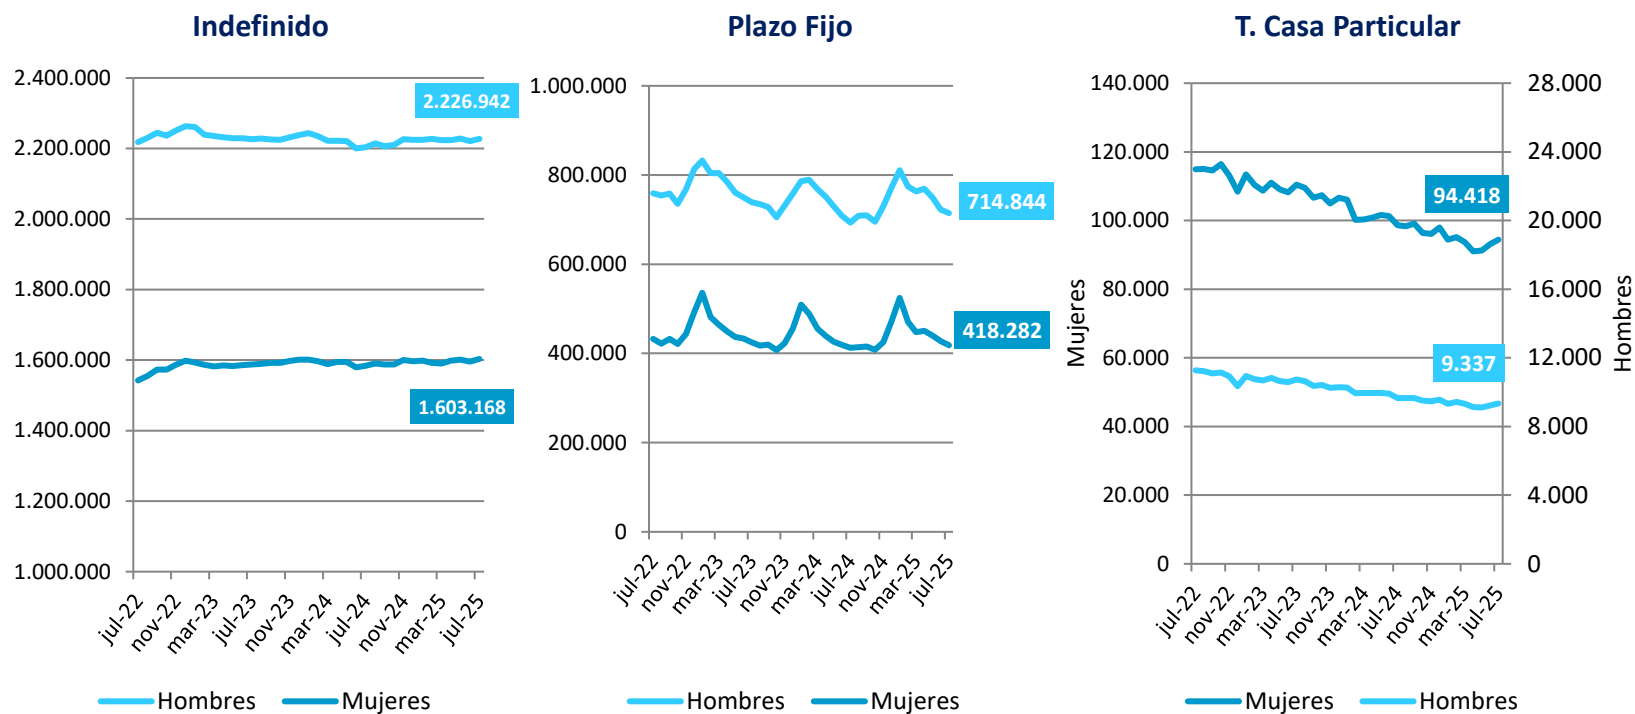 Indefinido
2.400.000
2.200.000
2.000.000
1.800.000
1.600.000
1.400.000
1.200.000
1.000.000
2.226.942
1.603.168
jul-22
nov-22
mar-23
jul-23
nov-23
mar-24
jul-24
nov-24
mar-25
jul-25
Hombres
Mujeres
Plazo Fijo
1.000.000
800.000
600.000
400.000
200.000
0
714.844
418.282
jul-22
nov-22
mar-23
jul-23
nov-23
mar-24
jul-24
nov-24
mar-25
jul-25
Hombres
Mujeres
T. Casa Particular
Mujeres
140.000
120.000
100.000
80.000
60.000
40.000
20.000
0
94.418
9.337
28.000
24.000
20.000
16.000
12.000
8.000
4.000
0
Hombres
jul-22
nov-22
mar-23
jul-23
nov-23
mar-24
jul-24
nov-24
mar-25
jul-25
Mujeres
Hombres